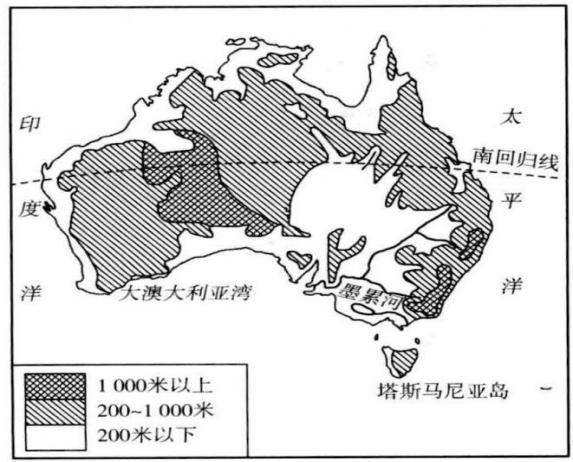 印
度
洋
太
平
洋
南回归线
大澳大利亚湾
墨累河
塔斯马尼亚岛
1 000米以上
200~1 000米
200米以下